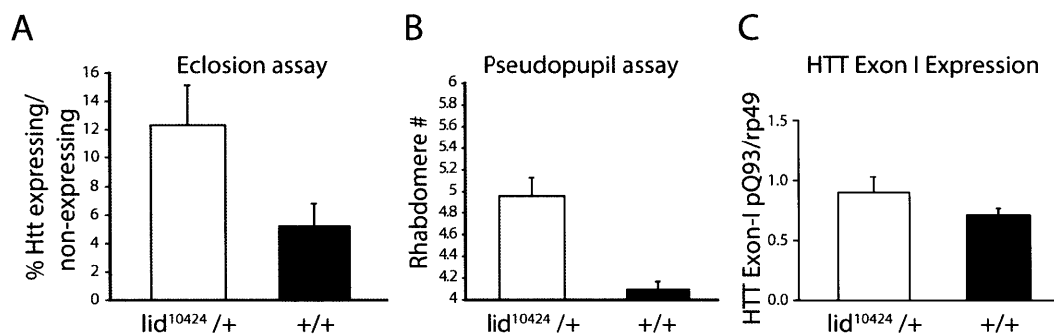 A
Eclosion assay
% Htt expressing/
non-expressing
16
14
12
10
8
6
4
2
0
lid¹⁰⁴²⁴/+
+/+
B
Pseudopupil assay
Rhabdomere #
6
5.8
5.6
5.4
5.2
5
4.8
4.6
4.4
4.2
4
lid¹⁰⁴²⁴/+
+/+
C
HTT Exon I Expression
HTT Exon-I pQ93/rp49
1.5
1.0
0.5
0.0
lid¹⁰⁴²⁴/+
+/+